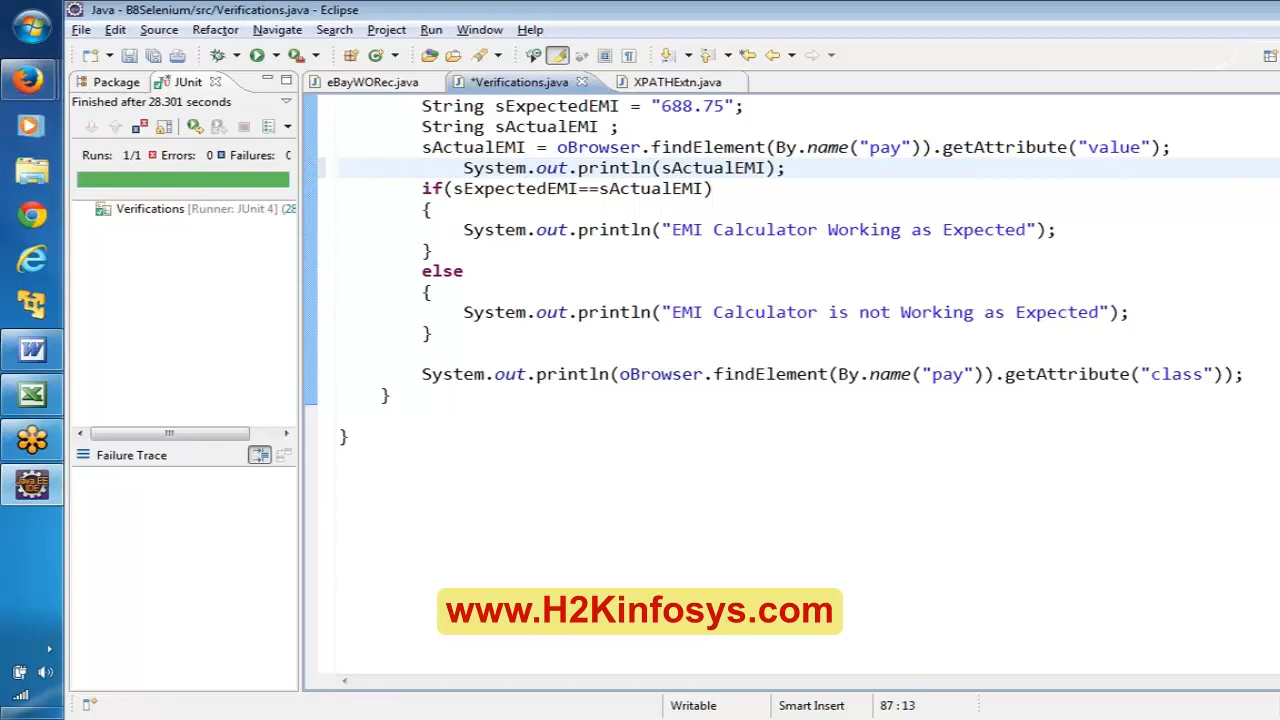 Java - B8Selenium/src/Verifications.java - Eclipse
File Edit Source Refactor Navigate Search Project Run Window Help
Package JUnit eBayWORec.java *Verifications.java XPATHExtn.java
Finished after 28.301 seconds
Runs: 1/1 Errors: 0 Failures: 0
Verifications [Runner: JUnit 4] (28
Failure Trace
String sExpectedEMI = "688.75";
String sActualEMI ;
sActualEMI = oBrowser.findElement(By.name("pay")).getAttribute("value");
System.out.println(sActualEMI);
if(sExpectedEMI==sActualEMI)
{
System.out.println("EMI Calculator Working as Expected");
}
else
{
System.out.println("EMI Calculator is not Working as Expected");
}
System.out.println(oBrowser.findElement(By.name("pay")).getAttribute("class"));
}
}
www.H2Kinfosys.com
Java EE
IDE
Writable Smart Insert 87 : 13